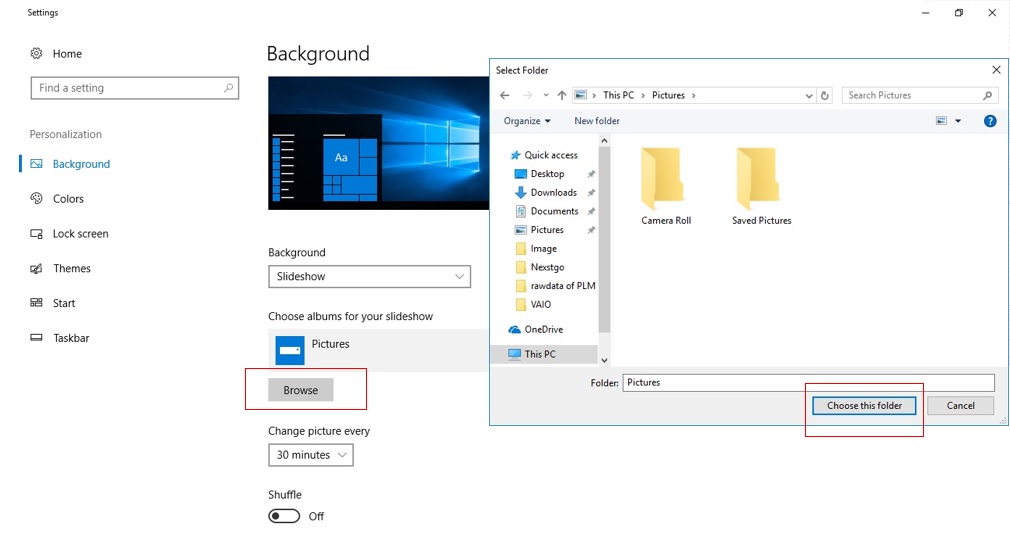 Settings
Home
Find a setting
Personalization
Background
Colors
Lock screen
Themes
Start
Taskbar
Background
Aa
Background
Slideshow
Choose albums for your slideshow
Pictures
Browse
Change picture every
30 minutes
Shuffle
Off
Select Folder
This PC > Pictures >
Search Pictures
Organize
New folder
?
Quick access
Desktop
Downloads
Documents
Pictures
Image
Nexstgo
rawdata of PLM
VAIO
OneDrive
This PC
Camera Roll
Saved Pictures
Folder: Pictures
Choose this folder
Cancel